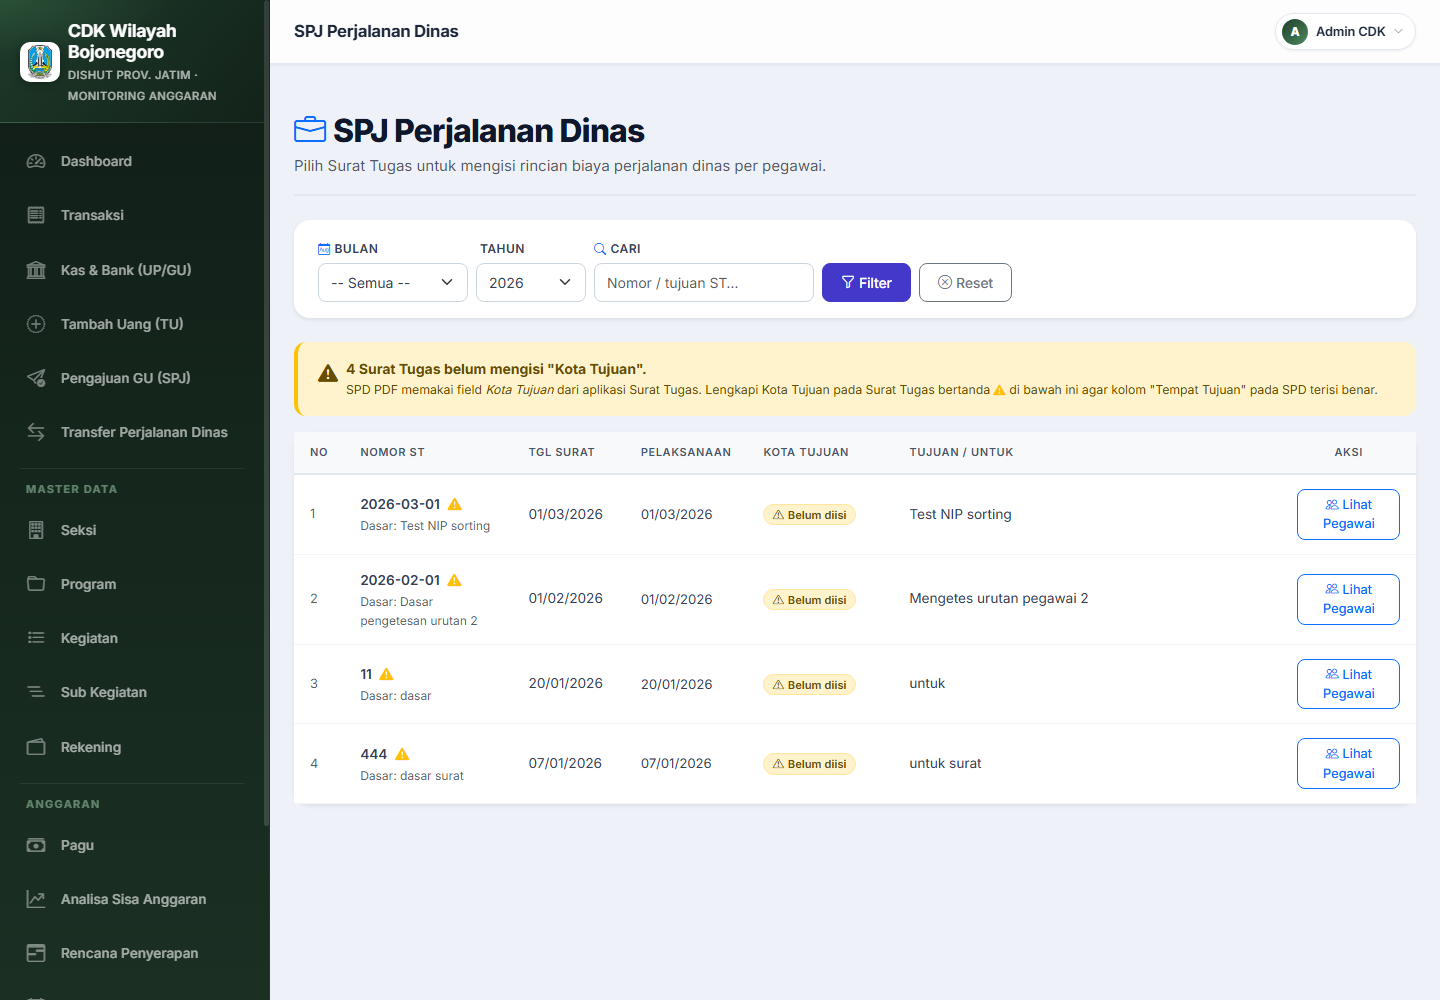 CDK Wilayah
Bojonegoro
DISHUT PROV. JATIM ·
MONITORING ANGGARAN
Dashboard
Transaksi
Kas & Bank (UP/GU)
Tambah Uang (TU)
Pengajuan GU (SPJ)
Transfer Perjalanan Dinas
MASTER DATA
Seksi
Program
Kegiatan
Sub Kegiatan
Rekening
ANGGARAN
Pagu
Analisa Sisa Anggaran
Rencana Penyerapan
SPJ Perjalanan Dinas
A Admin CDK
SPJ Perjalanan Dinas
Pilih Surat Tugas untuk mengisi rincian biaya perjalanan dinas per pegawai.
BULAN TAHUN CARI
-- Semua -- 2026 Nomor / tujuan ST... Filter Reset
4 Surat Tugas belum mengisi "Kota Tujuan".
SPD PDF memakai field Kota Tujuan dari aplikasi Surat Tugas. Lengkapi Kota Tujuan pada Surat Tugas bertanda ⚠ di bawah ini agar kolom "Tempat Tujuan" pada SPD terisi benar.
NO NOMOR ST TGL SURAT PELAKSANAAN KOTA TUJUAN TUJUAN / UNTUK AKSI
1 2026-03-01 01/03/2026 01/03/2026 Belum diisi Test NIP sorting Lihat Pegawai
Dasar: Test NIP sorting
2 2026-02-01 01/02/2026 01/02/2026 Belum diisi Mengetes urutan pegawai 2 Lihat Pegawai
Dasar: Dasar
pengetesan urutan 2
3 11 20/01/2026 20/01/2026 Belum diisi untuk Lihat Pegawai
Dasar: dasar
4 444 07/01/2026 07/01/2026 Belum diisi untuk surat Lihat Pegawai
Dasar: dasar surat